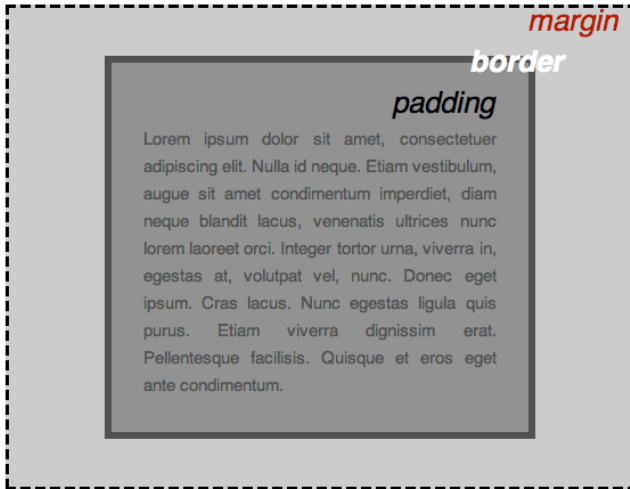 margin
border
padding
Lorem ipsum dolor sit amet, consectetuer
adipiscing elit. Nulla id neque. Etiam vestibulum,
augue sit amet condimentum imperdiet, diam
neque blandit lacus, venenatis ultrices nunc
lorem laoreet orci. Integer tortor urna, viverra in,
egestas at, volutpat vel, nunc. Donec eget
ipsum. Cras lacus. Nunc egestas ligula quis
purus. Etiam viverra dignissim erat.
Pellentesque facilisis. Quisque et eros eget
ante condimentum.